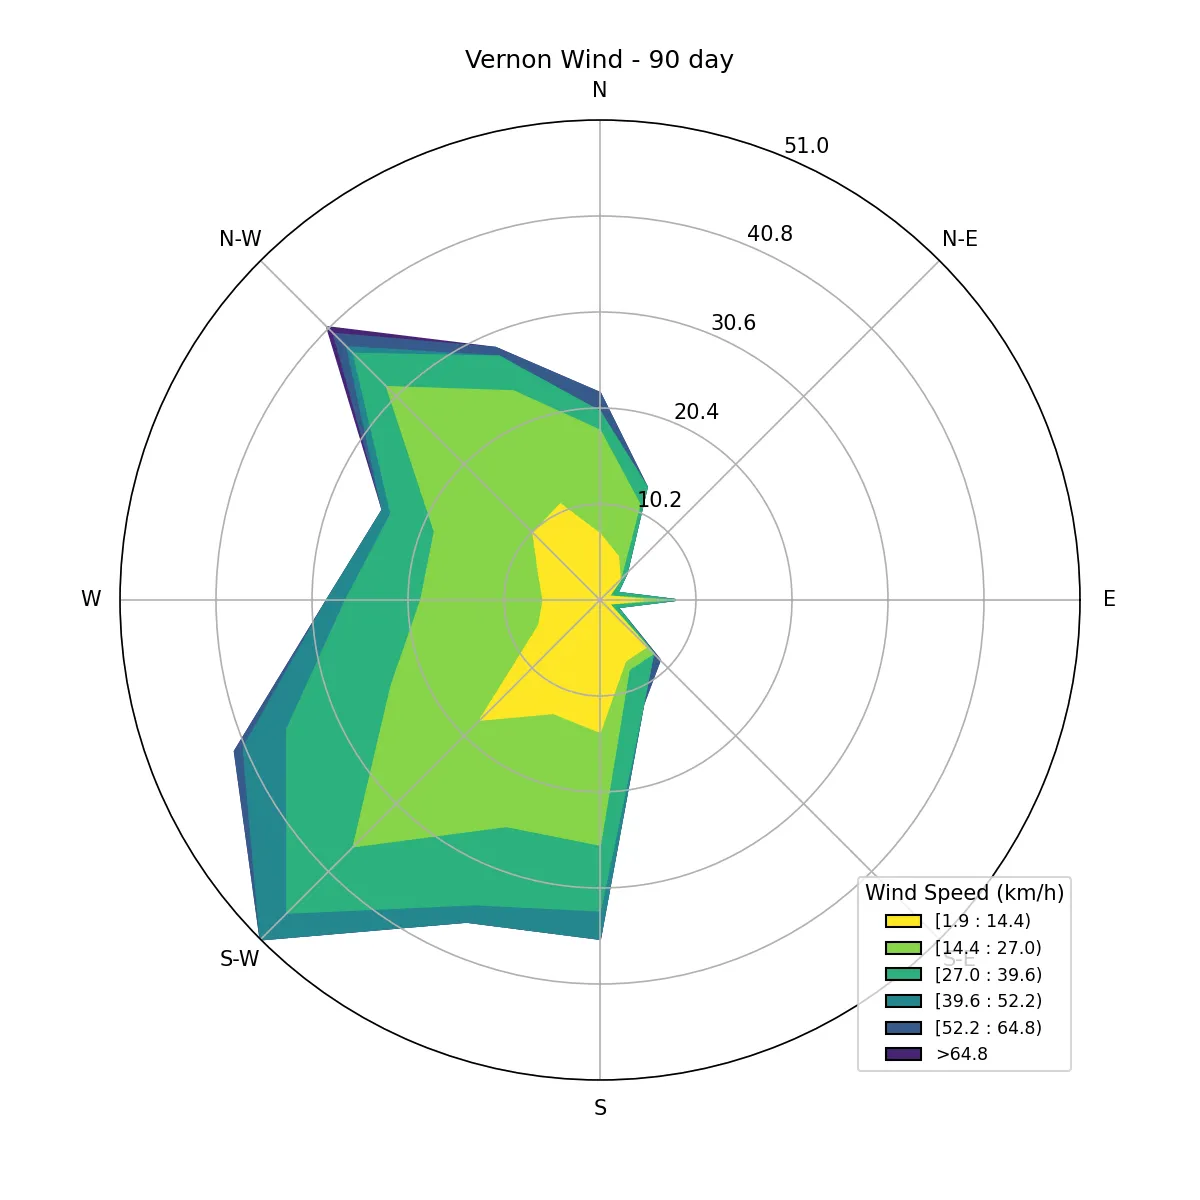 Vernon Wind - 90 day
N
51.0
40.8
N-W
N-E
30.6
20.4
10.2
W
E
S-W
S-E
S
Wind Speed (km/h)
[1.9 : 14.4)
[14.4 : 27.0)
[27.0 : 39.6)
[39.6 : 52.2)
[52.2 : 64.8)
>64.8